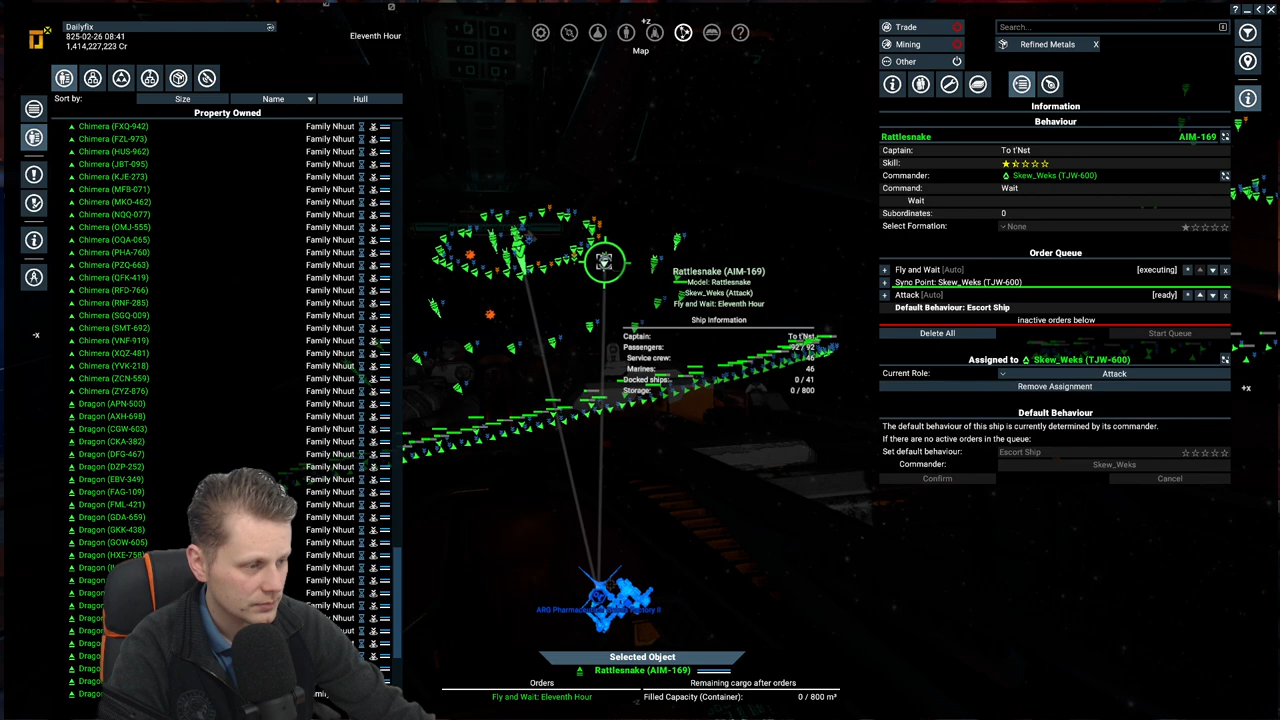 Dailyfix
825-02-26 08:41
1,414,227,223 Cr
Eleventh Hour
+z
?
Map
Sort by:
Size
Name
Hull
Property Owned
Chimera (FXQ-942) Family Nhuut
Chimera (FZL-973) Family Nhuut
Chimera (HUS-962) Family Nhuut
Chimera (JBT-095) Family Nhuut
Chimera (KJE-273) Family Nhuut
Chimera (MFB-071) Family Nhuut
Chimera (MKO-462) Family Nhuut
Chimera (NQQ-077) Family Nhuut
Chimera (OMJ-555) Family Nhuut
Chimera (OQA-065) Family Nhuut
Chimera (PHA-760) Family Nhuut
Chimera (PZQ-663) Family Nhuut
Chimera (QFK-419) Family Nhuut
Chimera (RFD-766) Family Nhuut
Chimera (RNF-285) Family Nhuut
Chimera (SGQ-009) Family Nhuut
Chimera (SMT-692) Family Nhuut
Chimera (VNF-919) Family Nhuut
Chimera (XQZ-481) Family Nhuut
Chimera (YVK-218) Family Nhuut
Chimera (ZCN-559) Family Nhuut
Chimera (ZYZ-876) Family Nhuut
Dragon (APN-500) Family Nhuut
Dragon (AXH-698) Family Nhuut
Dragon (CGW-603) Family Nhuut
Dragon (CKA-382) Family Nhuut
Dragon (DFG-467) Family Nhuut
Dragon (DZP-252) Family Nhuut
Dragon (EBV-349) Family Nhuut
Dragon (FAG-109) Family Nhuut
Dragon (FML-421) Family Nhuut
Dragon (GDA-659) Family Nhuut
Dragon (GKK-438) Family Nhuut
Dragon (GOW-605) Family Nhuut
Dragon (HXE-758) Family Nhuut
-x
+x
Rattlesnake (AIM-169)
Model: Rattlesnake
Skew_Weks (Attack)
Fly and Wait: Eleventh Hour
Ship Information
Captain: To t'Nst
Passengers: 92 / 92
Service crew: 46
Marines: 46
Docked ships: 0 / 41
Storage: 0 / 800
Selected Object
Rattlesnake (AIM-169)
Orders
Remaining cargo after orders
Fly and Wait: Eleventh Hour
Filled Capacity (Container): 0 / 800 m³
-z
Trade
Mining
Other
Search...
Refined Metals X
Information
Behaviour
Rattlesnake AIM-169
Captain: To t'Nst
Skill:
Commander: Skew_Weks (TJW-600)
Command: Wait
Wait
Subordinates: 0
Select Formation: None
Order Queue
+ Fly and Wait [Auto] [executing] x
+ Sync Point: Skew_Weks (TJW-600)
+ Attack [Auto] [ready] x
Default Behaviour: Escort Ship
inactive orders below
Delete All
Start Queue
Assigned to Skew_Weks (TJW-600)
Current Role: Attack
Remove Assignment
Default Behaviour
The default behaviour of this ship is currently determined by its commander.
If there are no active orders in the queue:
Set default behaviour: Escort Ship
Commander: Skew_Weks
Confirm
Cancel